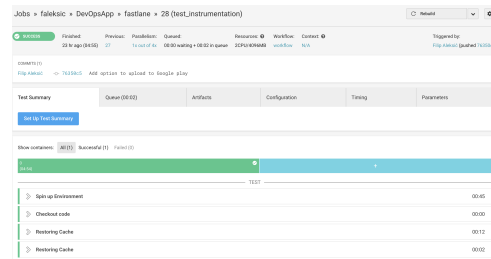 Jobs » faleksic » DevOpsApp » fastlane » 28 (test_instrumentation)
Rebuild
SUCCESS
Finished: Previous: Parallelism: Queued: Resources: Workflow: Context: Triggered by:
23 hr ago (04:55) 27 1x out of 4x 00:00 waiting + 00:02 in queue 2CPU/4096MB workflow N/A Filip Aleksic (pushed 76358
COMMITS (1)
Filip Aleksic 76358c5 Add option to upload to Google play
Test Summary Queue (00:02) Artifacts Configuration Timing Parameters
Set Up Test Summary
Show containers: All (1) Successful (1) Failed (0)
+
TEST
Spin up Environment 00:45
Checkout code 00:00
Restoring Cache 00:12
Restoring Cache 00:02